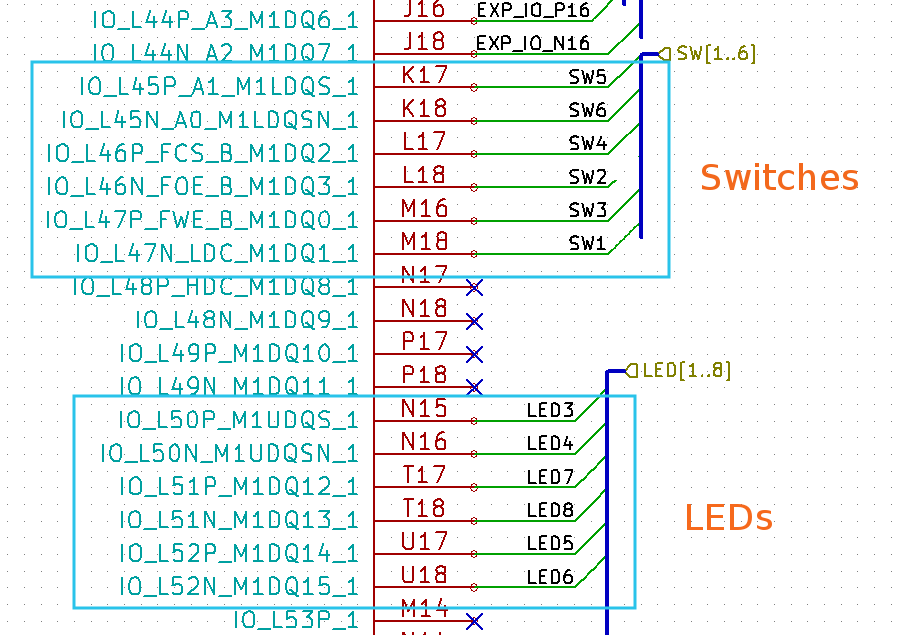 IO_L44P_A3_M1DQ6_1 J16 EXP_IO_P16
IO_L44N_A2_M1DQ7_1 J18 EXP_IO_N16
SW[1..6]
IO_L45P_A1_M1LDQS_1 K17 SW5
IO_L45N_A0_M1LDQSN_1 K18 SW6
IO_L46P_FCS_B_M1DQ2_1 L17 SW4
IO_L46N_FOE_B_M1DQ3_1 L18 SW2
Switches
IO_L47P_FWE_B_M1DQ0_1 M16 SW3
IO_L47N_LDC_M1DQ1_1 M18 SW1
IO_L48P_HDC_M1DQ8_1 N17
IO_L48N_M1DQ9_1 N18
IO_L49P_M1DQ10_1 P17
IO_L49N_M1DQ11_1 P18
LED[1..8]
IO_L50P_M1UDQS_1 N15 LED3
IO_L50N_M1UDQSN_1 N16 LED4
IO_L51P_M1DQ12_1 T17 LED7
IO_L51N_M1DQ13_1 T18 LED8
LEDs
IO_L52P_M1DQ14_1 U17 LED5
IO_L52N_M1DQ15_1 U18 LED6
IO_L53P_1 M14